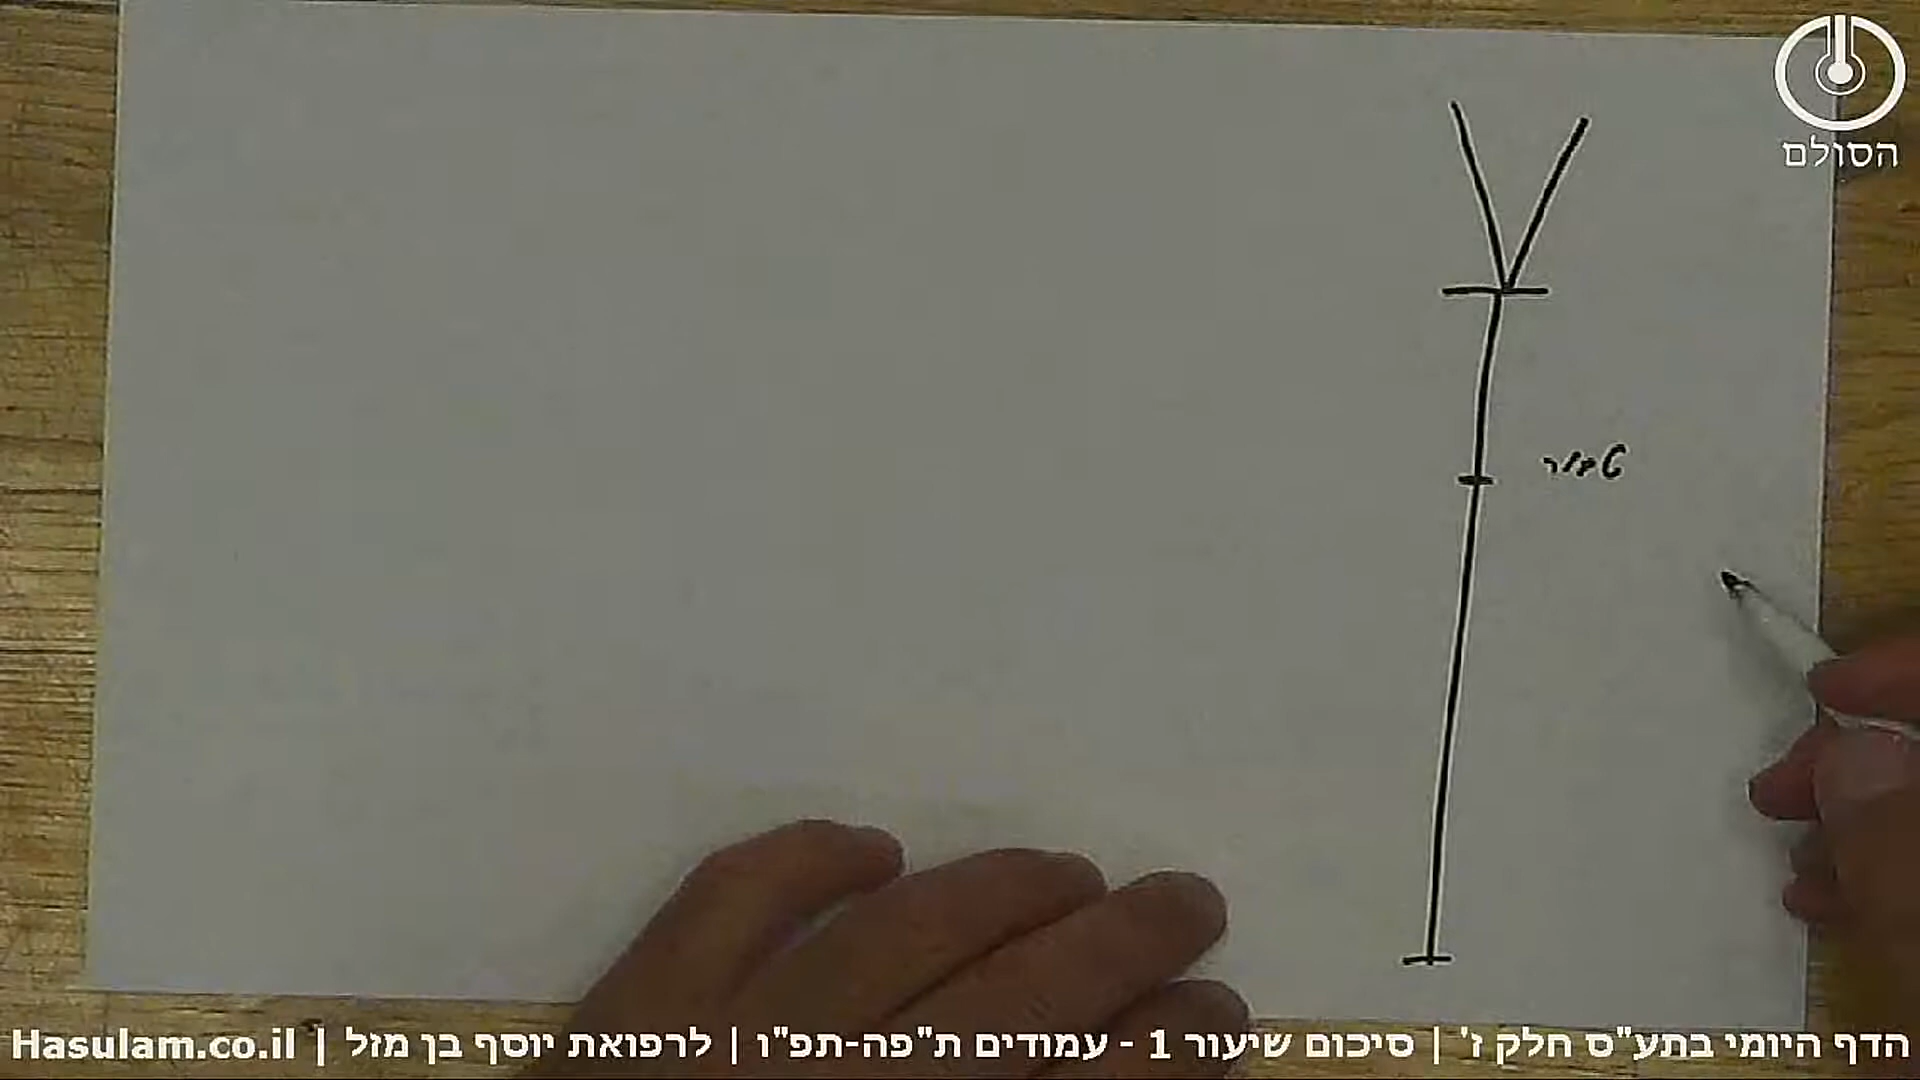 הסולם
טבור
הדף היומי בתע"ס חלק ז' | סיכום שיעור 1 - עמודים ת"פה-תפ"ו | לרפואת יוסף בן מזל | Hasulam.co.il